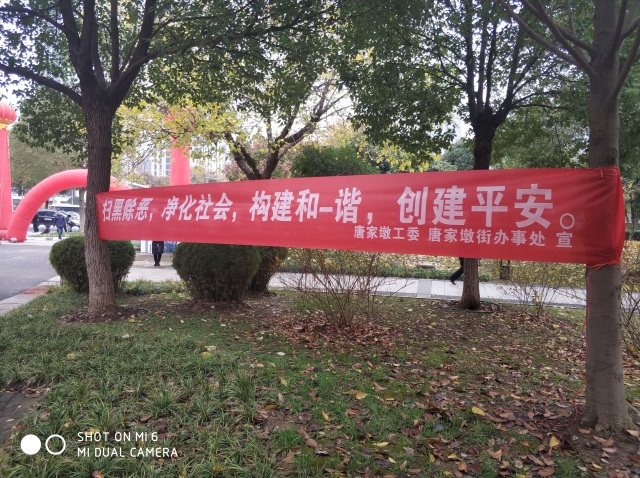 扫黑除恶，净化社会，构建和-谐，创建平安。
唐家墩工委 唐家墩街办事处 宣
SHOT ON MI 6
MI DUAL CAMERA